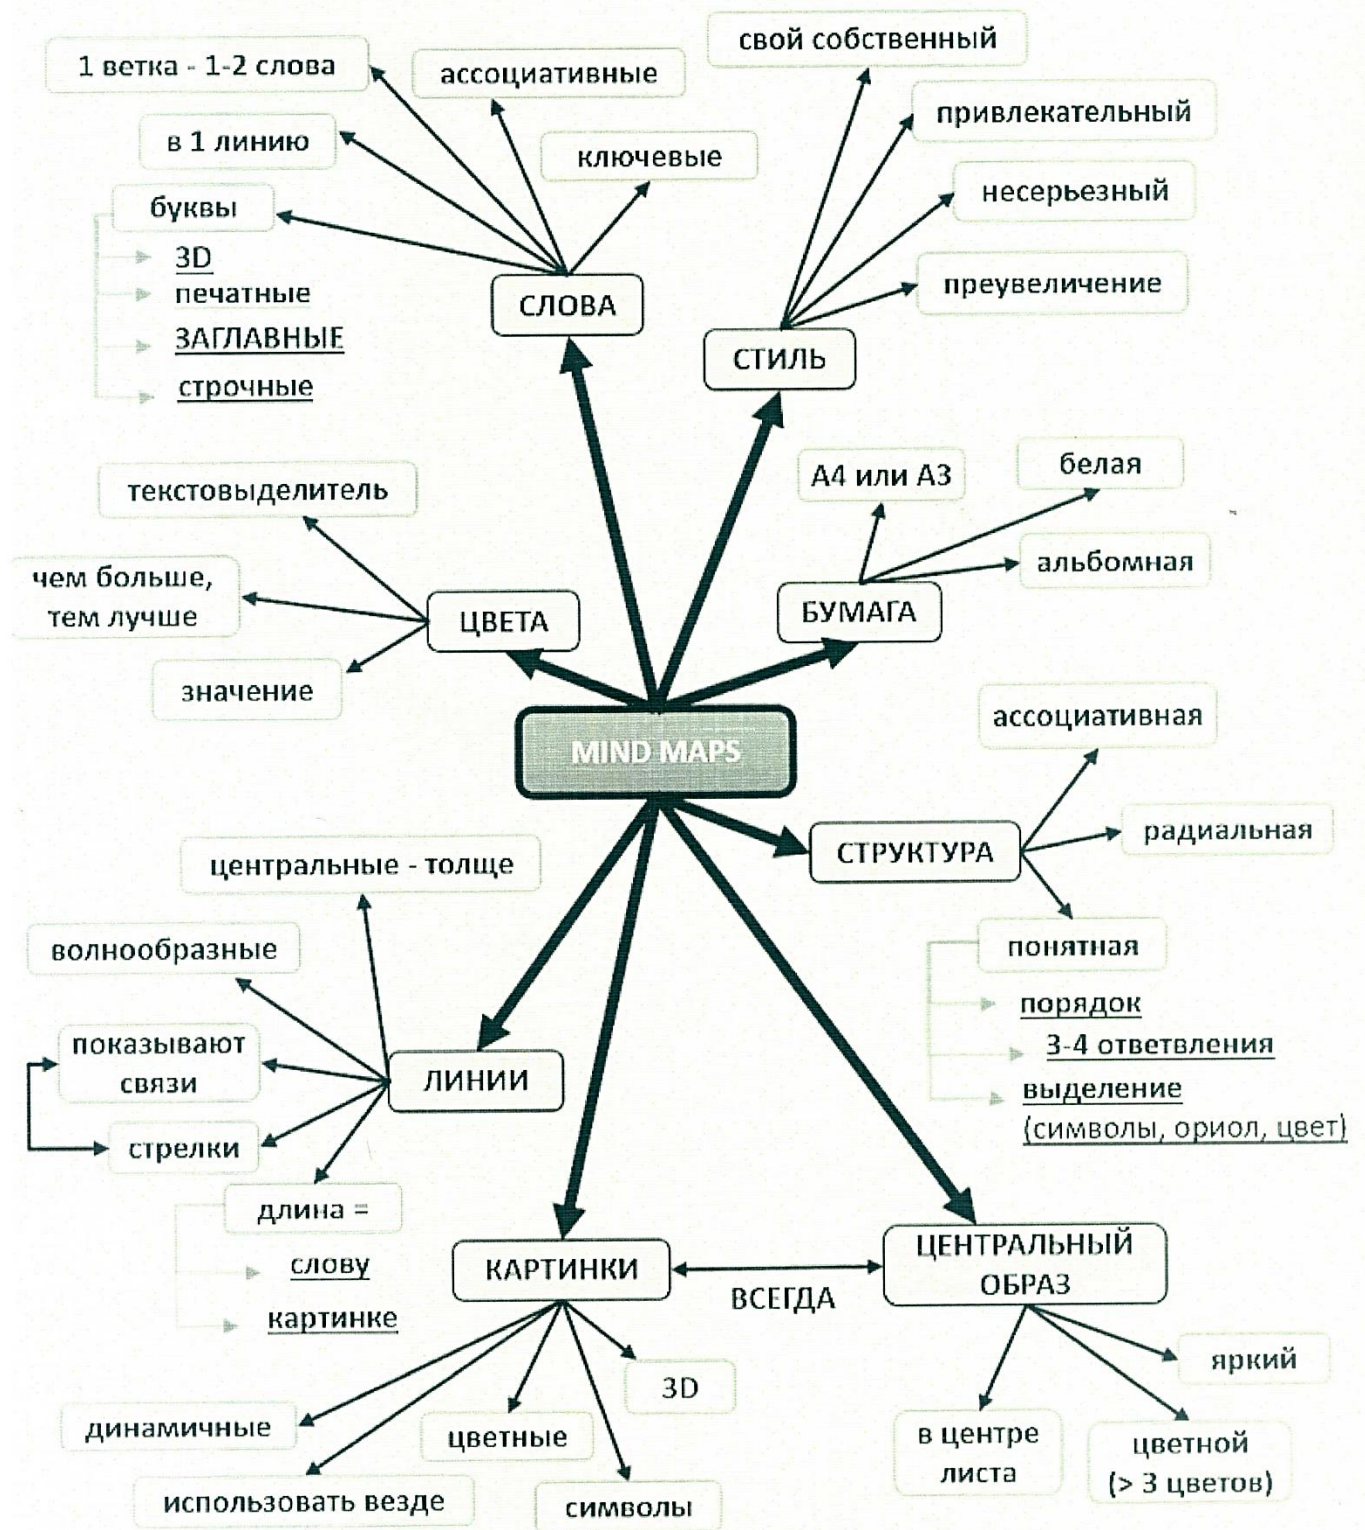 свой собственный
1 ветка - 1-2 слова
ассоциативные
привлекательный
в 1 линию
ключевые
несерьезный
буквы
3D
печатные
ЗАГЛАВНЫЕ
строчные
преувеличение
СЛОВА
СТИЛЬ
текстовыделитель
А4 или А3
белая
альбомная
чем больше,
тем лучше
ЦВЕТА
БУМАГА
значение
MIND MAPS
ассоциативная
радиальная
СТРУКТУРА
центральные - толще
волнообразные
понятная
порядок
3-4 ответвления
выделение
(символы, ориол, цвет)
показывают
связи
ЛИНИИ
стрелки
длина =
слову
картинке
КАРТИНКИ
ВСЕГДА
ЦЕНТРАЛЬНЫЙ
ОБРАЗ
яркий
3D
динамичные
цветные
в центре
листа
цветной
(> 3 цветов)
использовать везде
символы